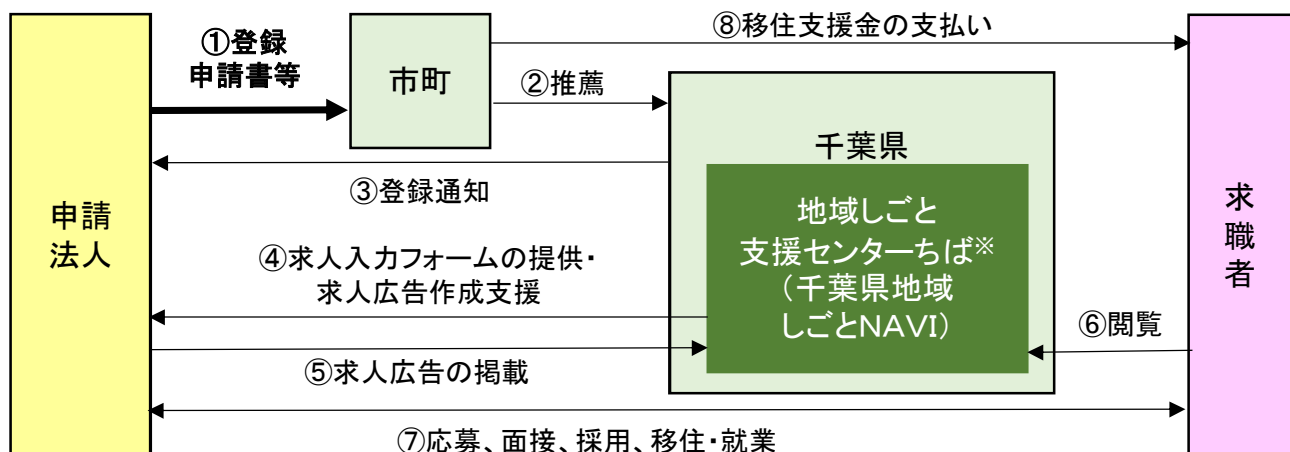 ⑧移住支援金の支払い
①登録
申請書等
市町
②推薦
千葉県
③登録通知
申請
法人
地域しごと
支援センターちば※
(千葉県地域
しごとNAVI)
求
職
者
④求人入力フォームの提供・
求人広告作成支援
⑥閲覧
⑤求人広告の掲載
⑦応募、面接、採用、移住・就業